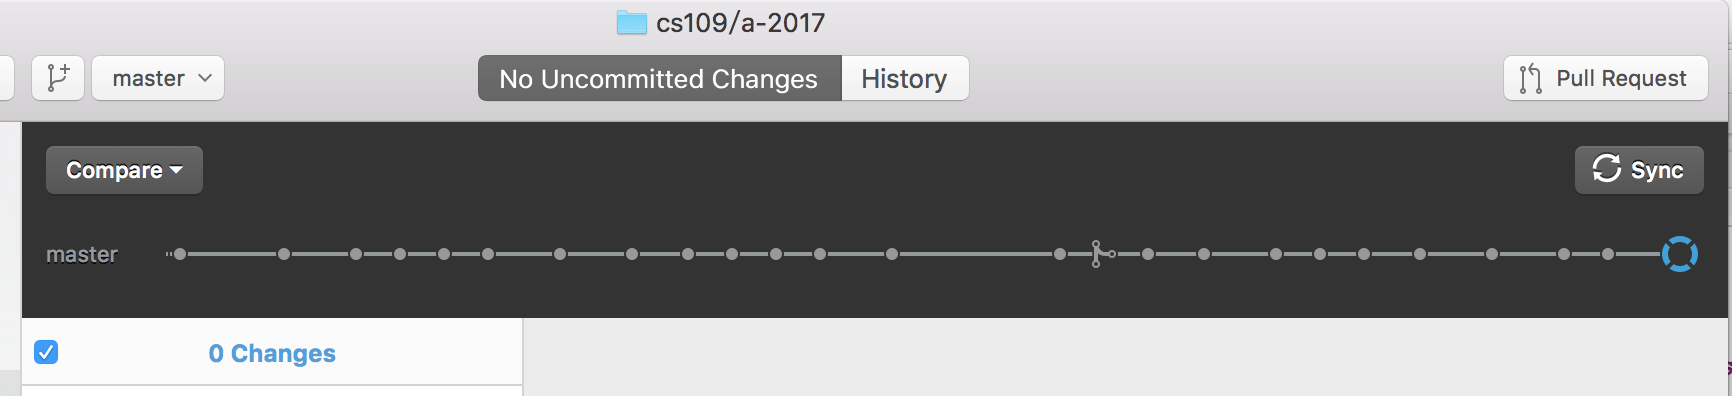 cs109/a-2017
master
No Uncommitted Changes
History
Pull Request
Compare
Sync
master
0 Changes